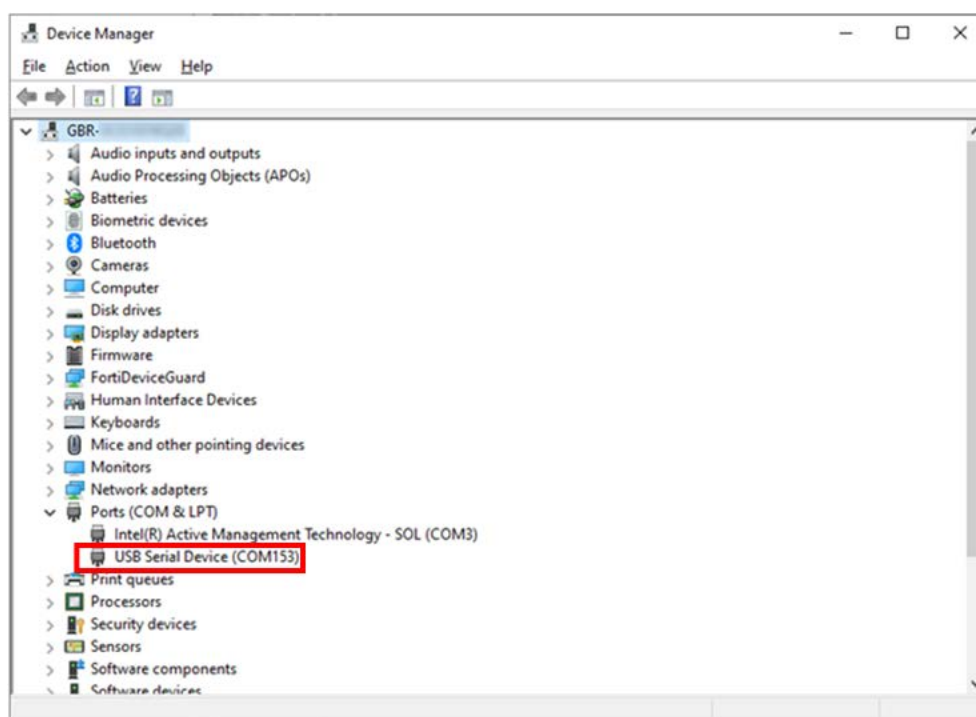 Device Manager
File Action View Help
GBR-
Audio inputs and outputs
Audio Processing Objects (APOs)
Batteries
Biometric devices
Bluetooth
Cameras
Computer
Disk drives
Display adapters
Firmware
FortiDeviceGuard
Human Interface Devices
Keyboards
Mice and other pointing devices
Monitors
Network adapters
Ports (COM & LPT)
Intel(R) Active Management Technology - SOL (COM3)
USB Serial Device (COM153)
Print queues
Processors
Security devices
Sensors
Software components
Software devices